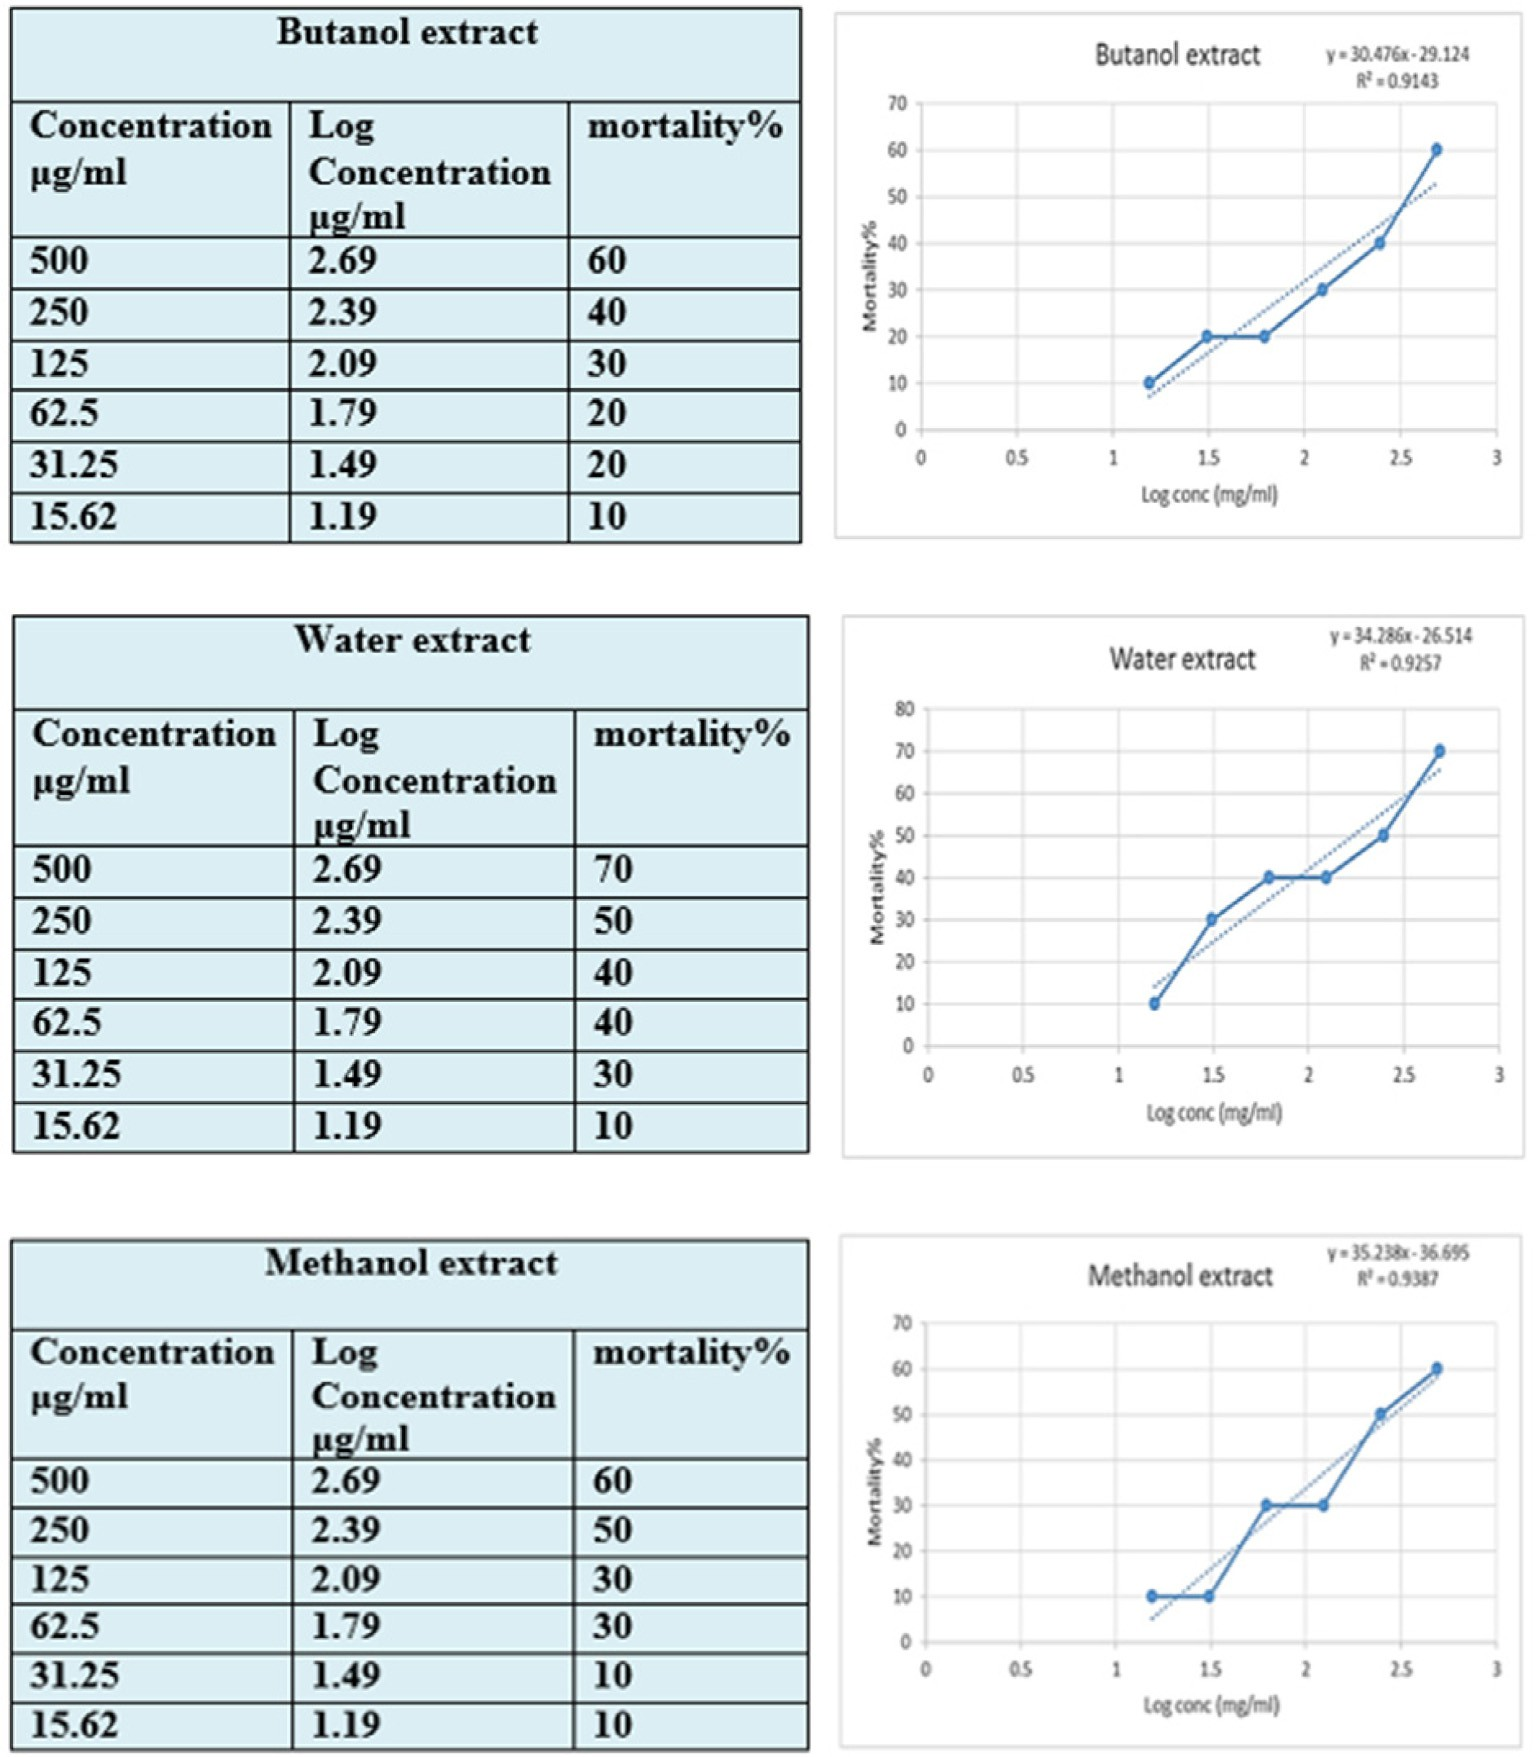 Butanol extract
Concentration µg/ml Log Concentration µg/ml mortality%
500 2.69 60
250 2.39 40
125 2.09 30
62.5 1.79 20
31.25 1.49 20
15.62 1.19 10
Butanol extract
y = 30.476x - 29.124
R² = 0.9143
70
60
50
40
30
20
10
0
0 0.5 1 1.5 2 2.5 3
Mortality%
Log conc (mg/ml)
Water extract
Concentration µg/ml Log Concentration µg/ml mortality%
500 2.69 70
250 2.39 50
125 2.09 40
62.5 1.79 40
31.25 1.49 30
15.62 1.19 10
Water extract
y = 34.286x - 26.514
R² = 0.9257
80
70
60
50
40
30
20
10
0
0 0.5 1 1.5 2 2.5 3
Mortality%
Log conc (mg/ml)
Methanol extract
Concentration µg/ml Log Concentration µg/ml mortality%
500 2.69 60
250 2.39 50
125 2.09 30
62.5 1.79 30
31.25 1.49 10
15.62 1.19 10
Methanol extract
y = 35.238x - 36.695
R² = 0.9387
70
60
50
40
30
20
10
0
0 0.5 1 1.5 2 2.5 3
Mortality%
Log conc (mg/ml)